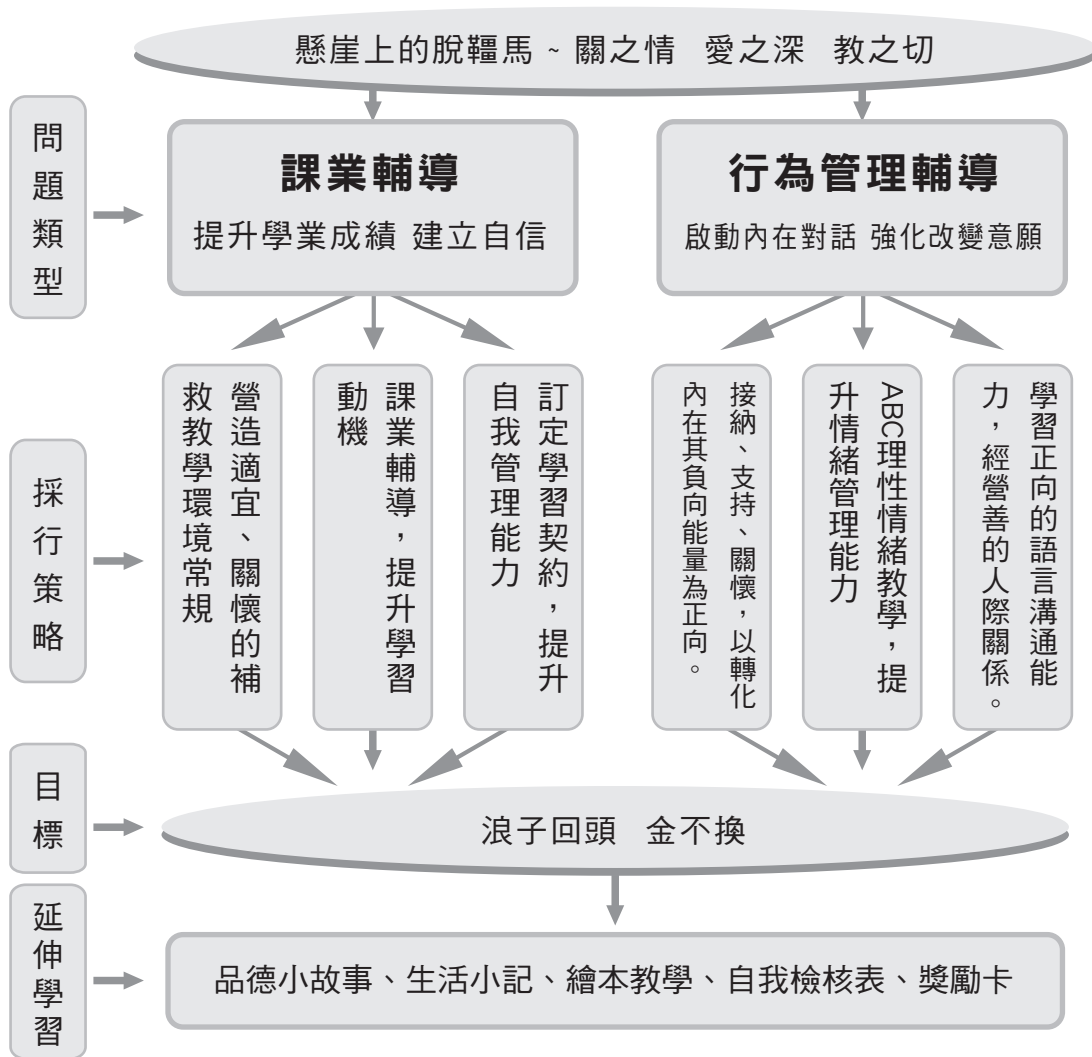 懸崖上的脫韁馬 ~ 關之情 愛之深 教之切
問題類型
課業輔導
提升學業成績 建立自信
行為管理輔導
啟動內在對話 強化改變意願
採行策略
營造適宜、關懷的補
救教學環境常規
課業輔導，提升學習
動機
訂定學習契約，提升
自我管理能力
接納、支持、關懷，以轉化
內在其負向能量為正向。
ABC理性情緒教學，提
升情緒管理能力
學習正向的語言溝通能
力，經營善的人際關係。
目標
浪子回頭 金不換
延伸學習
品德小故事、生活小記、繪本教學、自我檢核表、獎勵卡